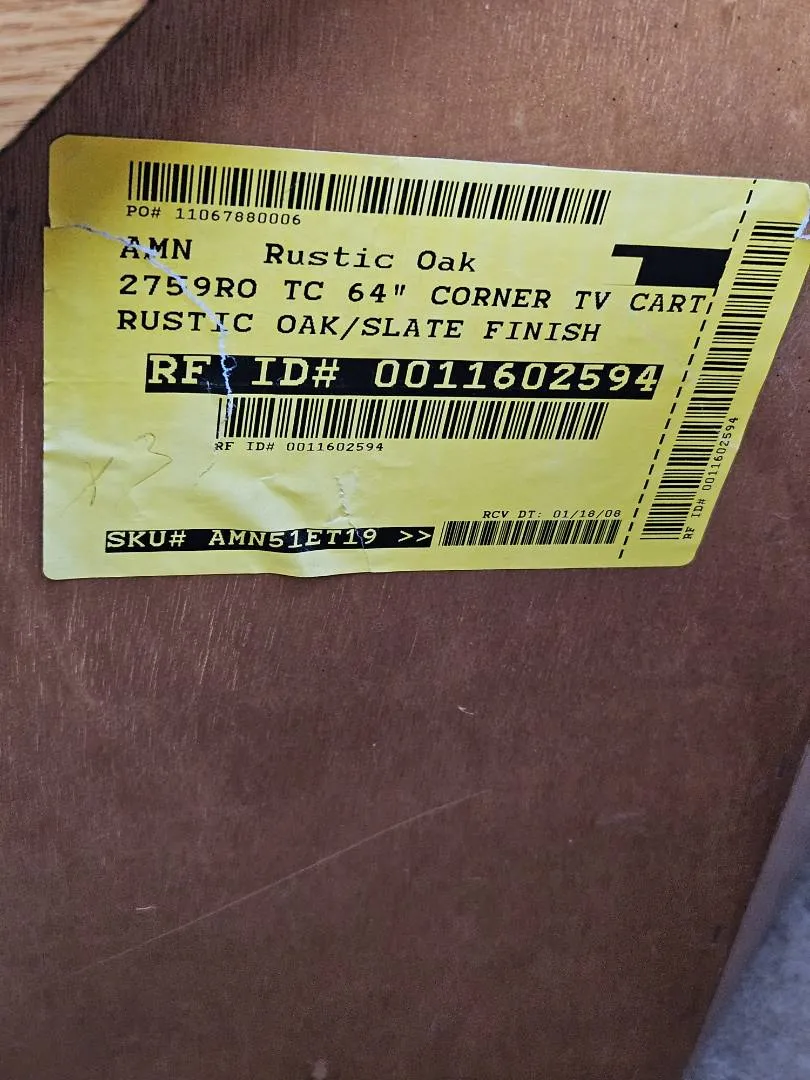 PO# 11067880006
AMN Rustic Oak
2759RO TC 64" CORNER TV CART
RUSTIC OAK/SLATE FINISH
RF ID# 0011602594
RF ID# 0011602594
RCV DT: 01/18/08
SKU# AMN51ET19 >>
RF ID# 0011602594